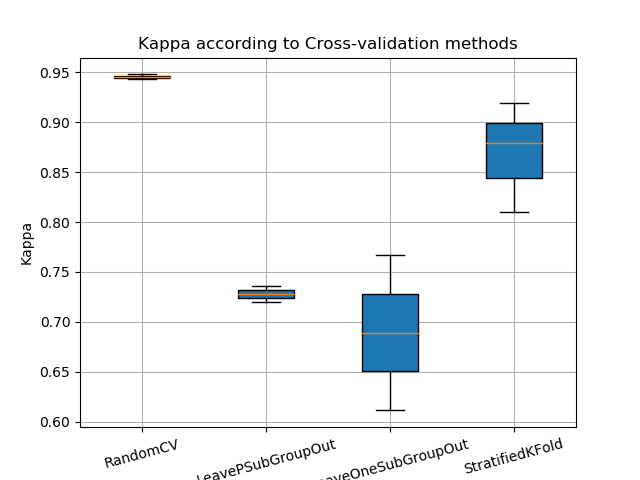 Kappa according to Cross-validation methods
0.95
0.90
0.85
0.80
0.75
0.70
0.65
0.60
Kappa
RandomCV
LeavePSubGroupOut
aveOneSubGroupOut
StratifiedKFold